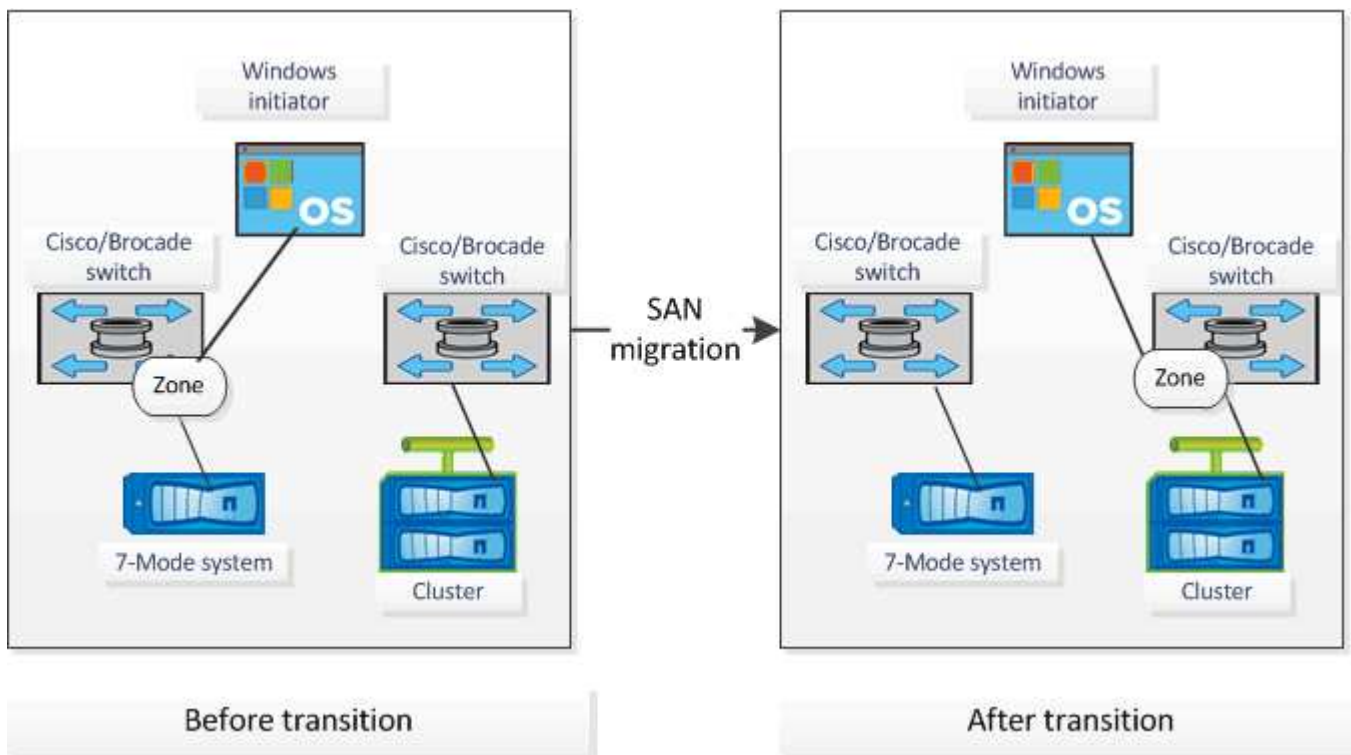 Windows
initiator
OS
Cisco/Brocade
switch
Cisco/Brocade
switch
Zone
n
7-Mode system
n
n
Cluster
Before transition
SAN
migration
Windows
initiator
OS
Cisco/Brocade
switch
Cisco/Brocade
switch
Zone
n
7-Mode system
n
n
Cluster
After transition